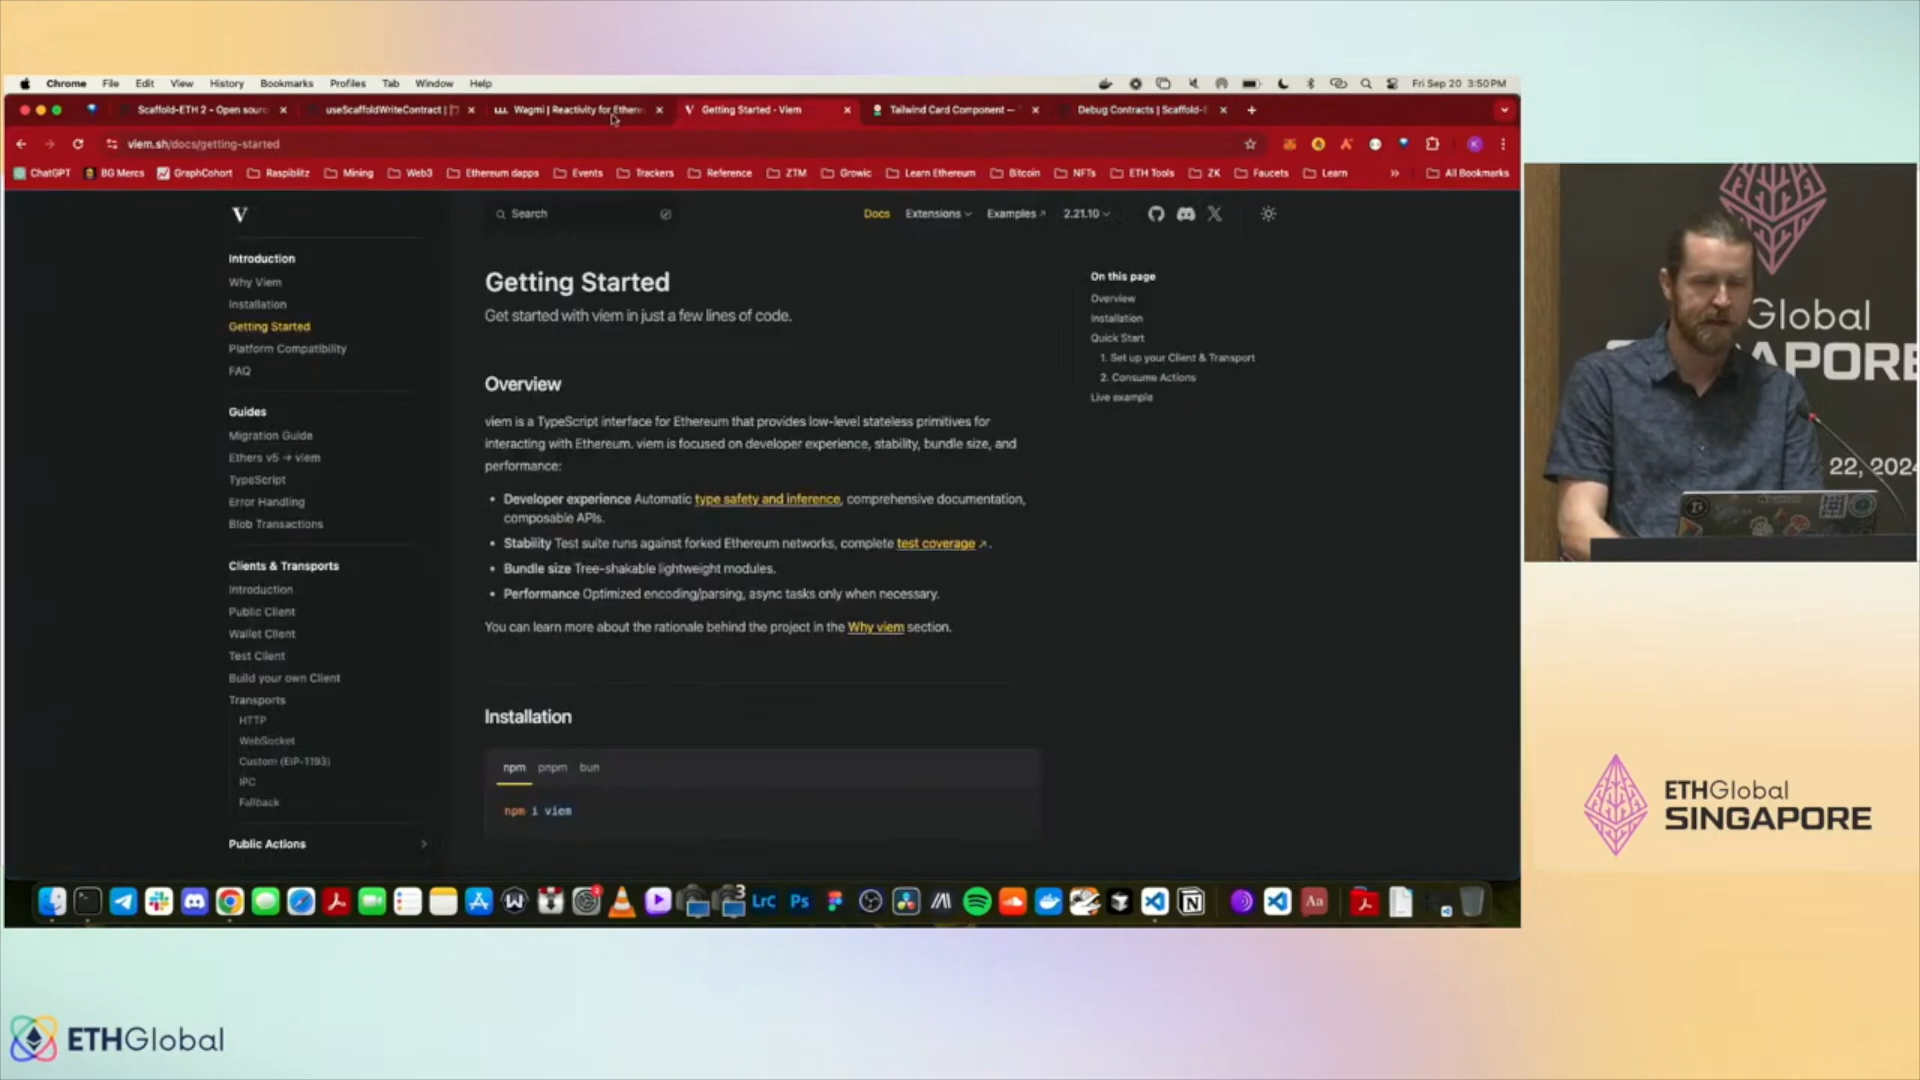 Chrome File Edit View History Bookmarks Profiles Tab Window Help
Fri Sep 20 3:50 PM
Scaffold-ETH 2 - Open sourc
useScaffoldWriteContract |
Wagmi | Reactivity for Ethere
Getting Started · Viem
Tailwind Card Component —
Debug Contracts | Scaffold-E
viem.sh/docs/getting-started
ChatGPT BG Mercs GraphCohort Raspiblitz Mining Web3 Ethereum dapps Events Trackers Reference ZTM Growic Learn Ethereum Bitcoin NFTs ETH Tools ZK Faucets Learn » All Bookmarks
V
Search
Docs Extensions Examples 2.21.10
Introduction
Why Viem
Installation
Getting Started
Platform Compatibility
FAQ
Guides
Migration Guide
Ethers v5 → viem
TypeScript
Error Handling
Blob Transactions
Clients & Transports
Introduction
Public Client
Wallet Client
Test Client
Build your own Client
Transports
HTTP
WebSocket
Custom (EIP-1193)
IPC
Fallback
Public Actions
Getting Started
Get started with viem in just a few lines of code.
Overview
viem is a TypeScript interface for Ethereum that provides low-level stateless primitives for
interacting with Ethereum. viem is focused on developer experience, stability, bundle size, and
performance:
• Developer experience Automatic type safety and inference, comprehensive documentation,
composable APIs.
• Stability Test suite runs against forked Ethereum networks, complete test coverage ↗.
• Bundle size Tree-shakable lightweight modules.
• Performance Optimized encoding/parsing, async tasks only when necessary.
You can learn more about the rationale behind the project in the Why viem section.
Installation
npm pnpm bun
npm i viem
On this page
Overview
Installation
Quick Start
1. Set up your Client & Transport
2. Consume Actions
Live example
3
LrC Ps
Aa
Global
APORE
22, 2024
ETHGlobal
SINGAPORE
ETHGlobal